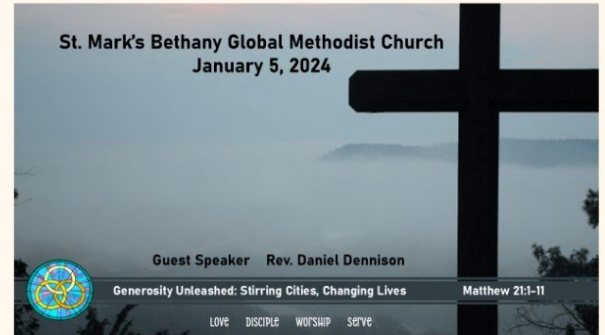 St. Mark's Bethany Global Methodist Church
January 5, 2024
Guest Speaker Rev. Daniel Dennison
Generosity Unleashed: Stirring Cities, Changing Lives Matthew 21:1-11
Love Disciple Worship Serve